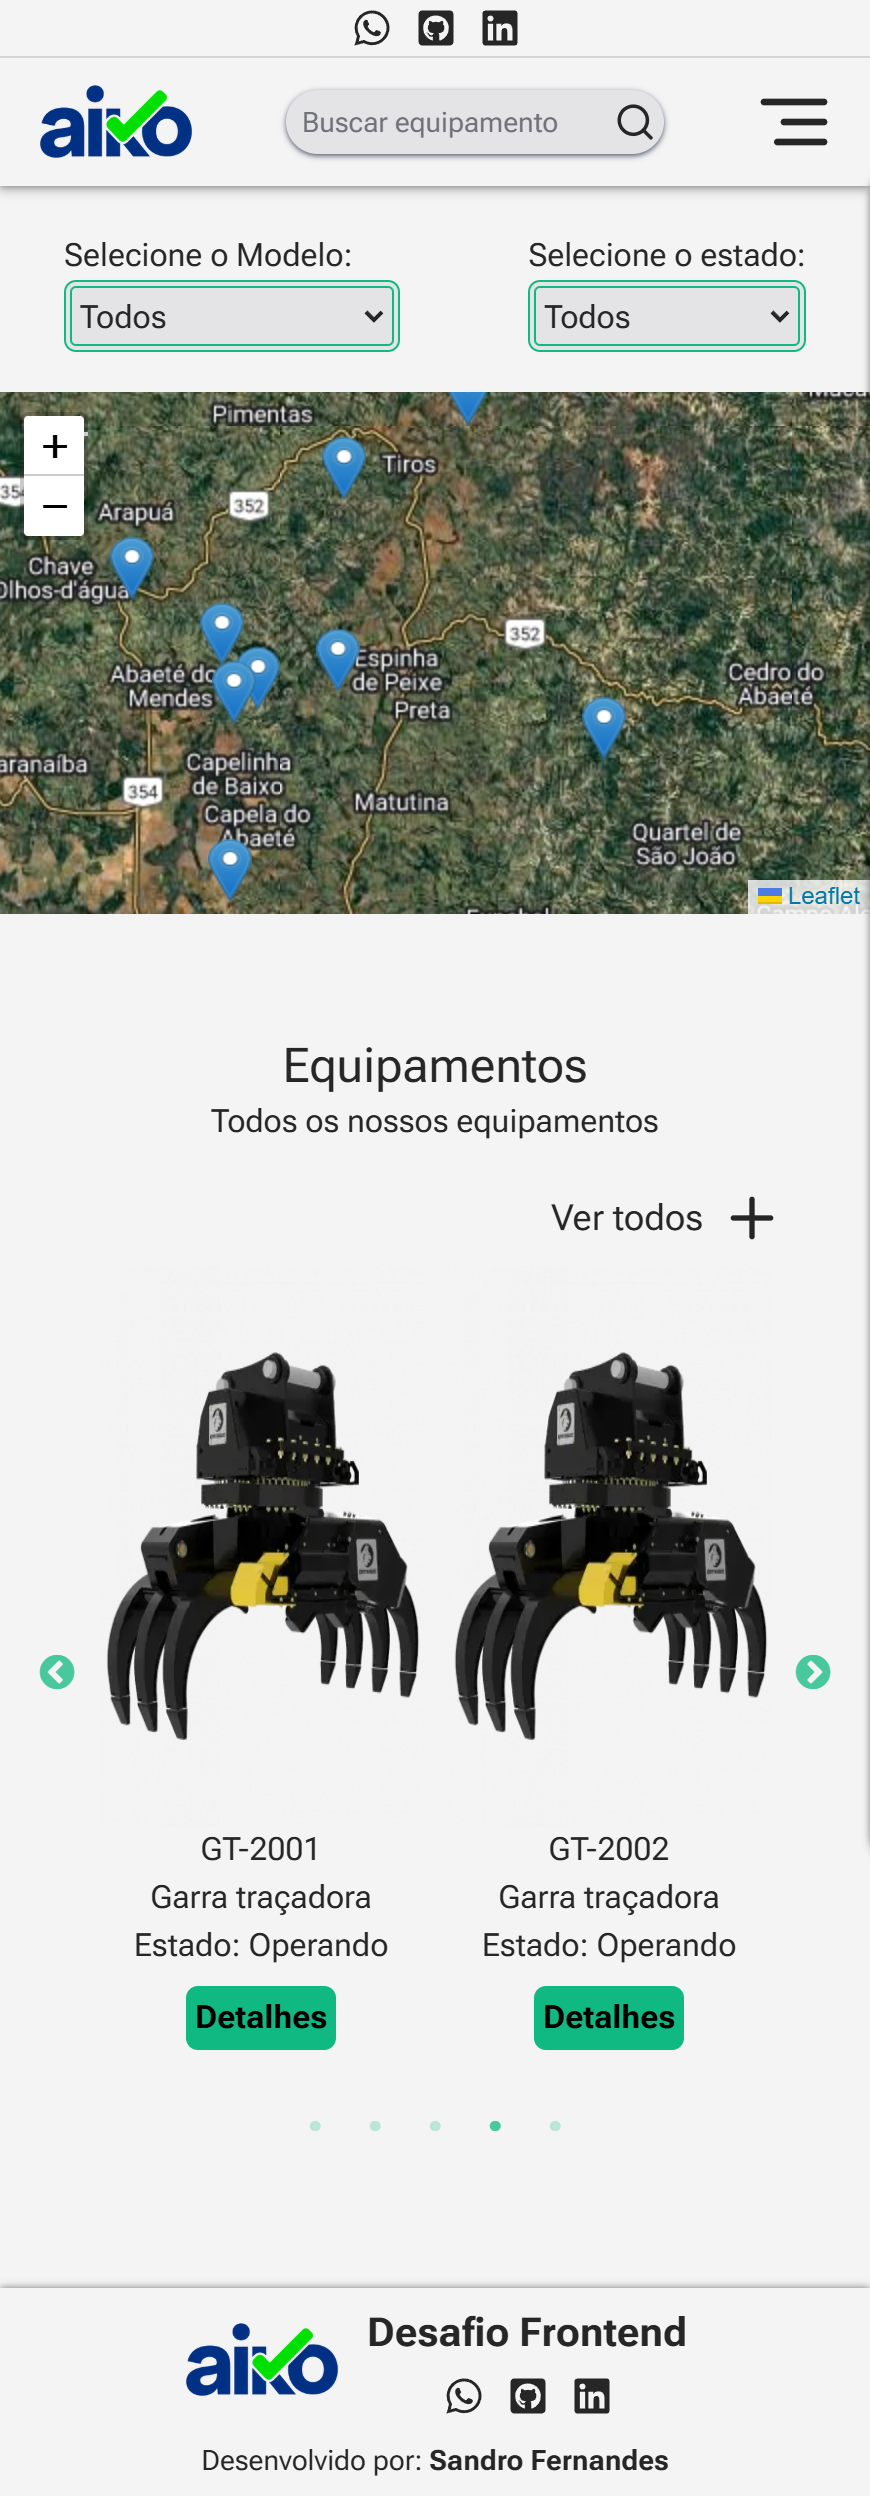 aiko
Buscar equipamento
Selecione o Modelo:
Todos
Selecione o estado:
Todos
Pimentas
+
−
Tiros
354
352
Arapuá
Chave
Olhos-d'água
352
Abaeté do
Mendes
Espinha
de Peixe
Preta
Cedro do
Abaeté
aranaíba
Capelinha
de Baixo
354
Capela do
Abaeté
Matutina
Quartel de
São João
Leaflet
Equipamentos
Todos os nossos equipamentos
Ver todos
GT-2001
Garra traçadora
Estado: Operando
Detalhes
GT-2002
Garra traçadora
Estado: Operando
Detalhes
aiko
Desafio Frontend
Desenvolvido por: Sandro Fernandes